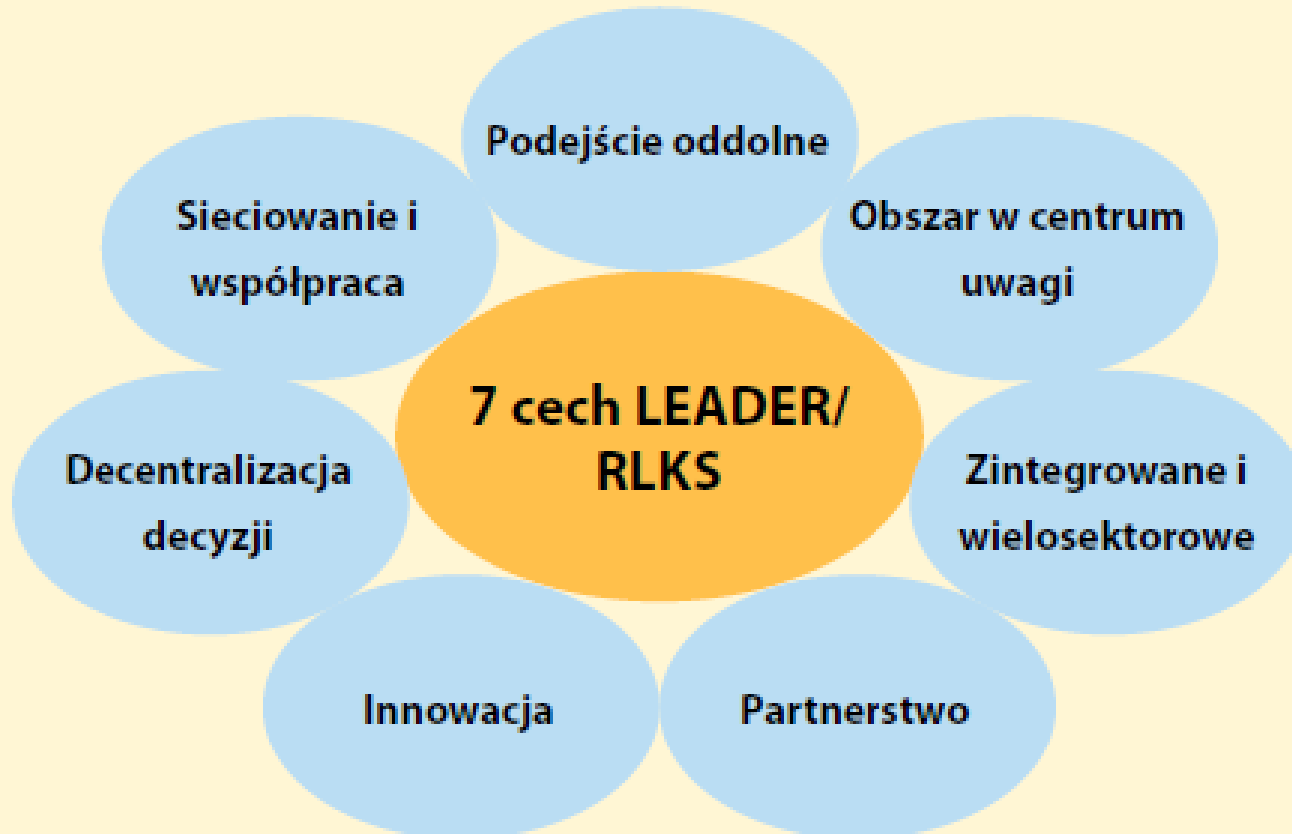 Podejście oddolne
Sieciowanie i
współpraca
Obszar w centrum
uwagi
7 cech LEADER/
RLKS
Decentralizacja
decyzji
Zintegrowane i
wielosektorowe
Innowacja
Partnerstwo